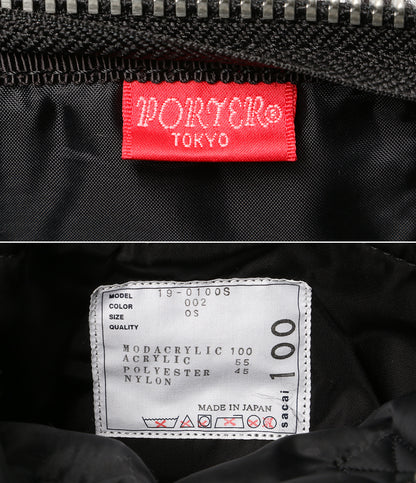 PORTER®
TOKYO
MODEL 19-0100S
COLOR 002
SIZE OS
QUALITY
MODACRYLIC 100
ACRYLIC 55
POLYESTER 45
NYLON
MADE IN JAPAN
sacai 100